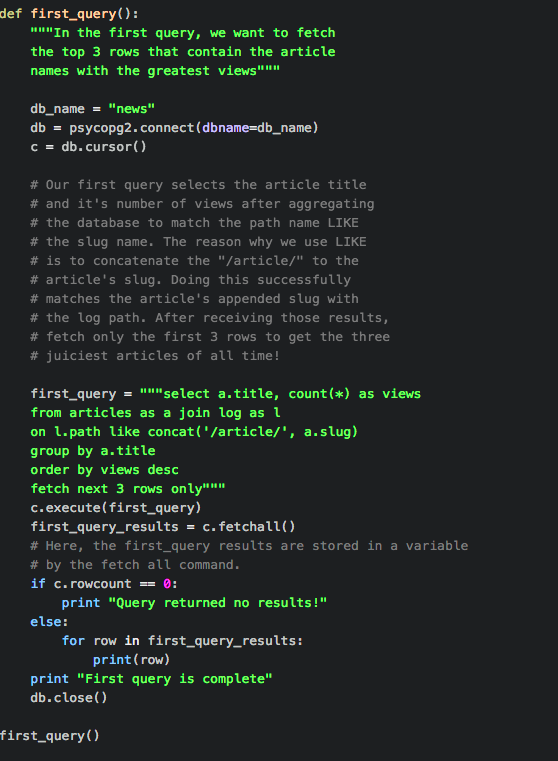 def first_query():
    """In the first query, we want to fetch
    the top 3 rows that contain the article
    names with the greatest views"""

    db_name = "news"
    db = psycopg2.connect(dbname=db_name)
    c = db.cursor()

    # Our first query selects the article title
    # and it's number of views after aggregating
    # the database to match the path name LIKE
    # the slug name. The reason why we use LIKE
    # is to concatenate the "/article/" to the
    # article's slug. Doing this successfully
    # matches the article's appended slug with
    # the log path. After receiving those results,
    # fetch only the first 3 rows to get the three
    # juiciest articles of all time!

    first_query = """select a.title, count(*) as views
    from articles as a join log as l
    on l.path like concat('/article/', a.slug)
    group by a.title
    order by views desc
    fetch next 3 rows only"""
    c.execute(first_query)
    first_query_results = c.fetchall()
    # Here, the first_query results are stored in a variable
    # by the fetch all command.
    if c.rowcount == 0:
        print "Query returned no results!"
    else:
        for row in first_query_results:
            print(row)
    print "First query is complete"
    db.close()

first_query()